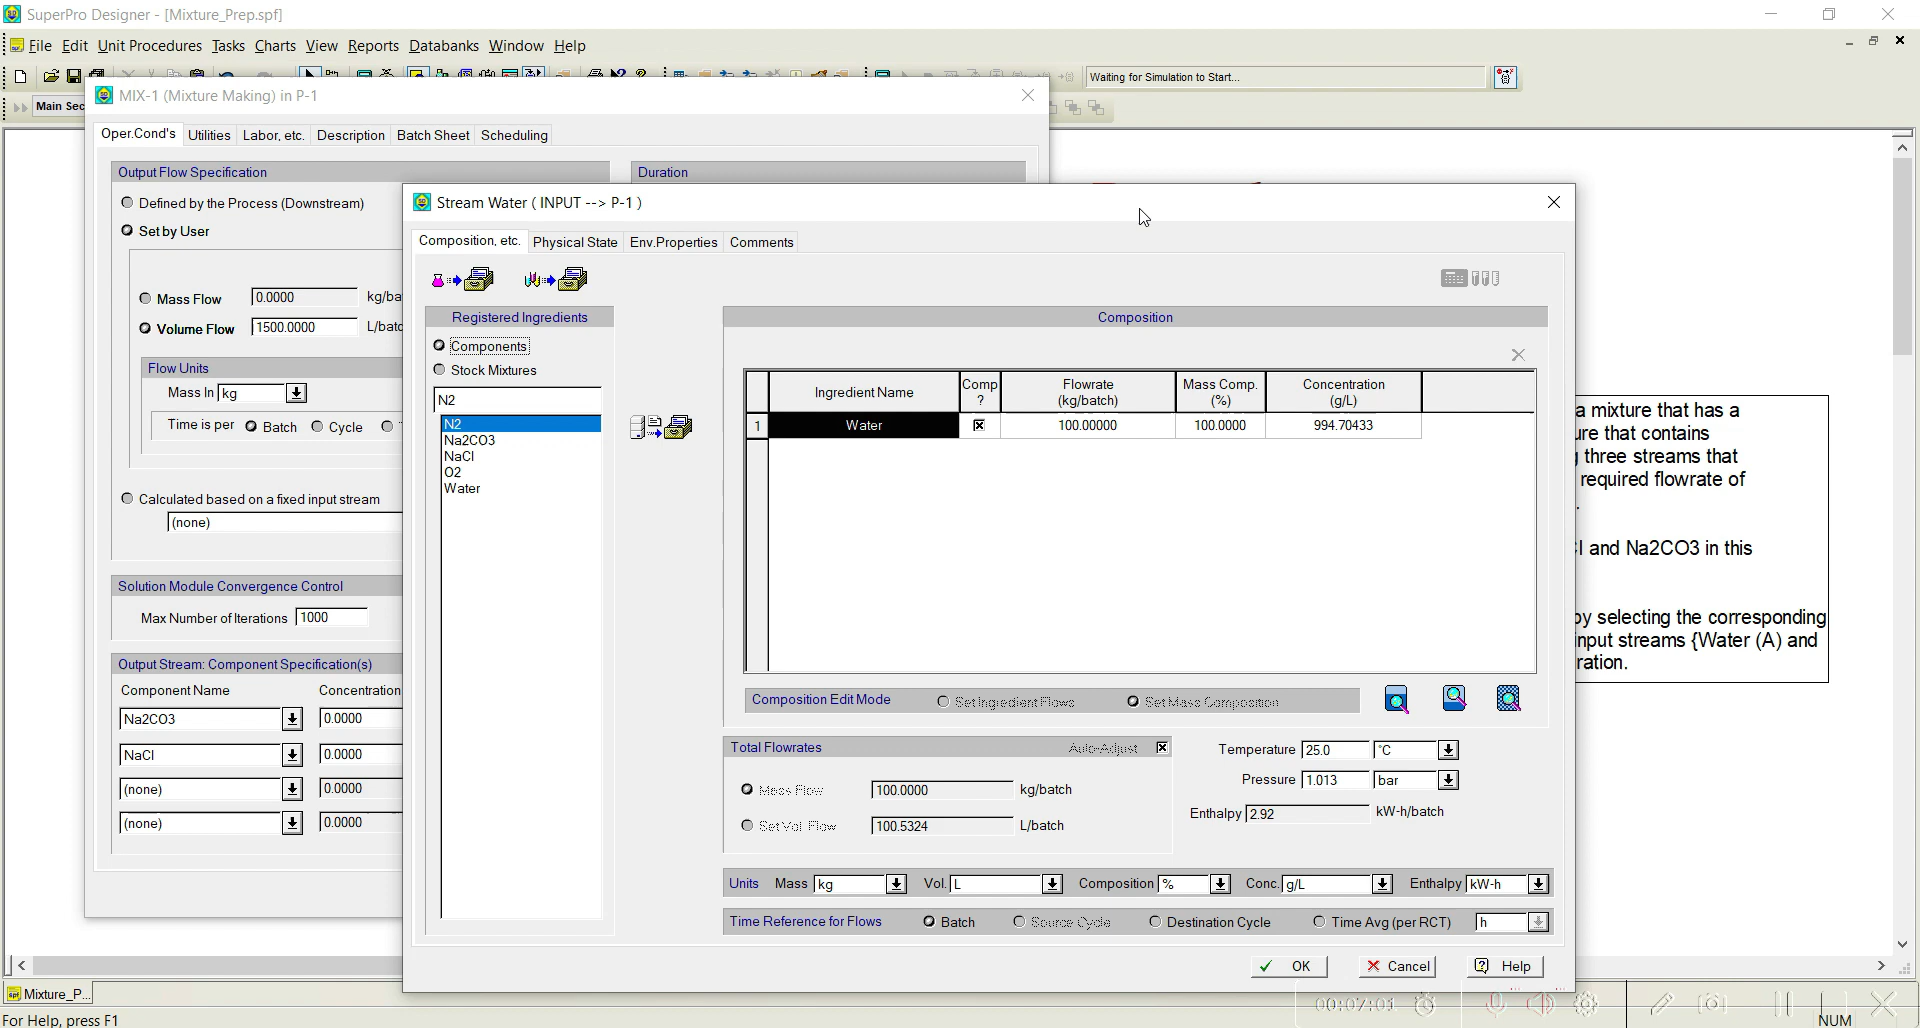 SuperPro Designer - [Mixture_Prep.spf]
File Edit Unit Procedures Tasks Charts View Reports Databanks Window Help
Waiting for Simulation to Start...
Main Sec
MIX-1 (Mixture Making) in P-1
Oper.Cond's Utilities Labor, etc. Description Batch Sheet Scheduling
Output Flow Specification
Duration
Defined by the Process (Downstream)
Set by User
Mass Flow 0.0000 kg/ba
Volume Flow 1500.0000 L/batc
Flow Units
Mass In kg
Time is per Batch Cycle
Calculated based on a fixed input stream
(none)
Solution Module Convergence Control
Max Number of Iterations 1000
Output Stream: Component Specification(s)
Component Name Concentration
Na2CO3 0.0000
NaCl 0.0000
(none) 0.0000
(none) 0.0000
Stream Water ( INPUT --> P-1 )
Composition, etc. Physical State Env.Properties Comments
Registered Ingredients
Components
Stock Mixtures
N2
N2
Na2CO3
NaCl
O2
Water
Composition
Ingredient Name Comp ? Flowrate (kg/batch) Mass Comp. (%) Concentration (g/L)
1 Water 100.00000 100.0000 994.70433
Composition Edit Mode Set Ingredient Flows Set Mass Composition
Total Flowrates Auto-Adjust
Mass Flow 100.0000 kg/batch
Set Vol. Flow 100.5324 L/batch
Temperature 25.0 °C
Pressure 1.013 bar
Enthalpy 2.92 kW-h/batch
Units Mass kg Vol. L Composition % Conc. g/L Enthalpy kW-h
Time Reference for Flows Batch Source Cycle Destination Cycle Time Avg (per RCT) h
OK Cancel Help
a mixture that has a
ure that contains
three streams that
required flowrate of
l and Na2CO3 in this
by selecting the corresponding
input streams {Water (A) and
ration.
Mixture_P...
00:07:01
For Help, press F1
NUM